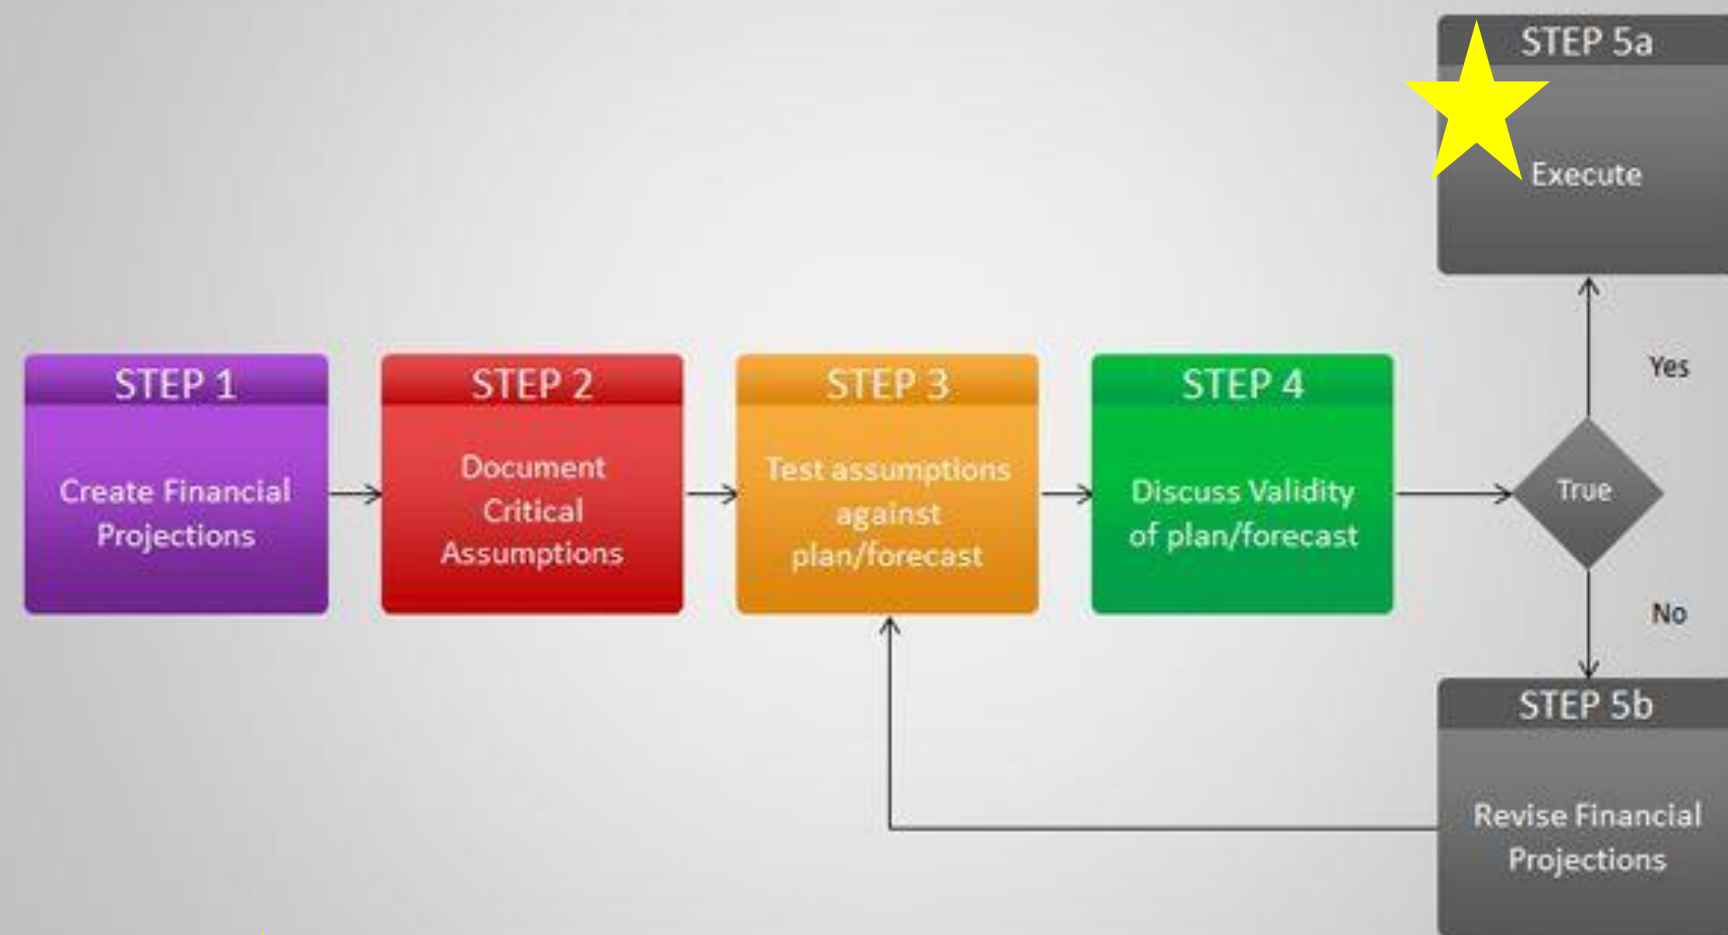 STEP 5a
Execute
Yes
STEP 1
Create Financial
Projections
STEP 2
Document
Critical
Assumptions
STEP 3
Test assumptions
against
plan/forecast
STEP 4
Discuss Validity
of plan/forecast
True
No
STEP 5b
Revise Financial
Projections